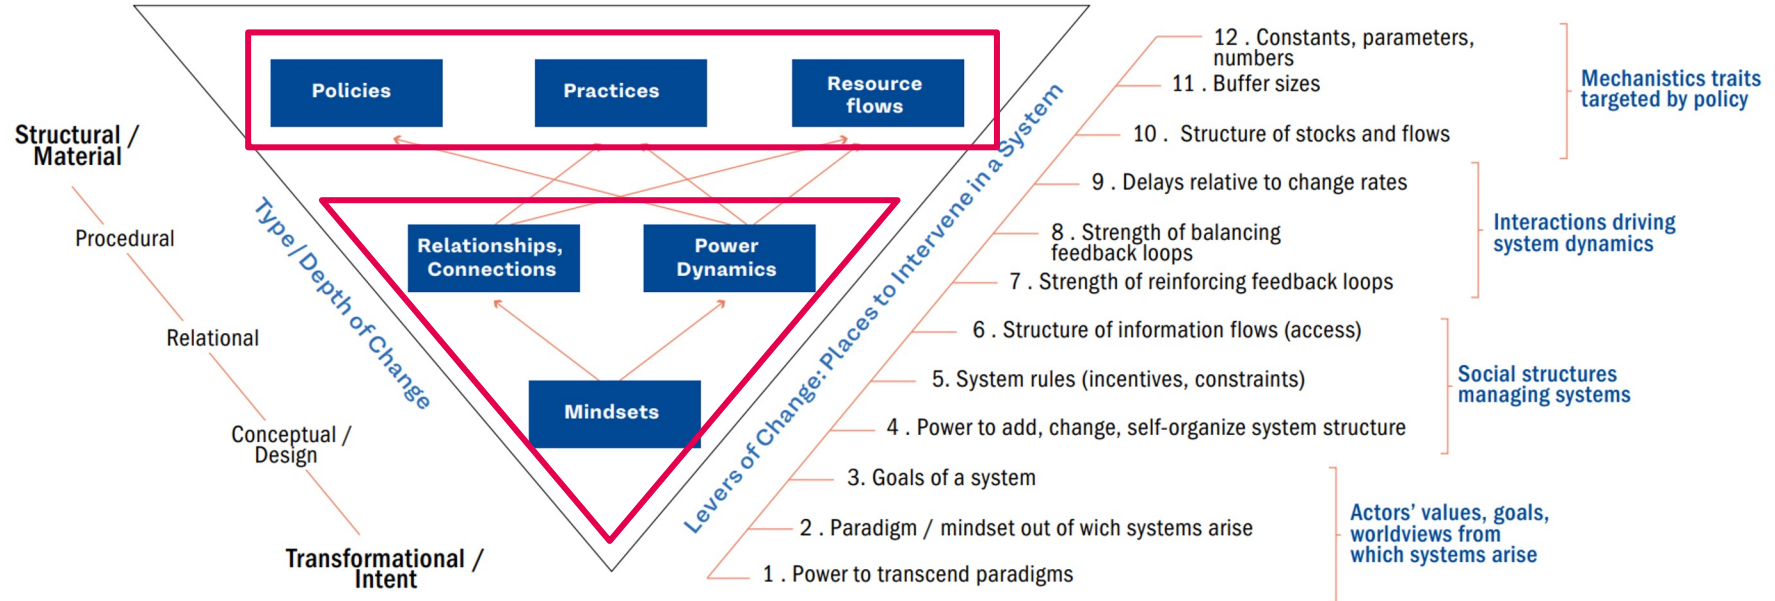 Policies
Practices
Resource
flows
Relationships,
Connections
Power
Dynamics
Mindsets
Structural /
Material
Procedural
Relational
Conceptual /
Design
Transformational /
Intent
Type / Depth of Change
Levers of Change: Places to Intervene in a System
12 . Constants, parameters,
numbers
11 . Buffer sizes
10 . Structure of stocks and flows
9 . Delays relative to change rates
8 . Strength of balancing
feedback loops
7 . Strength of reinforcing feedback loops
6 . Structure of information flows (access)
5. System rules (incentives, constraints)
4 . Power to add, change, self-organize system structure
3. Goals of a system
2 . Paradigm / mindset out of wich systems arise
1 . Power to transcend paradigms
Mechanistics traits
targeted by policy
Interactions driving
system dynamics
Social structures
managing systems
Actors' values, goals,
worldviews from
which systems arise